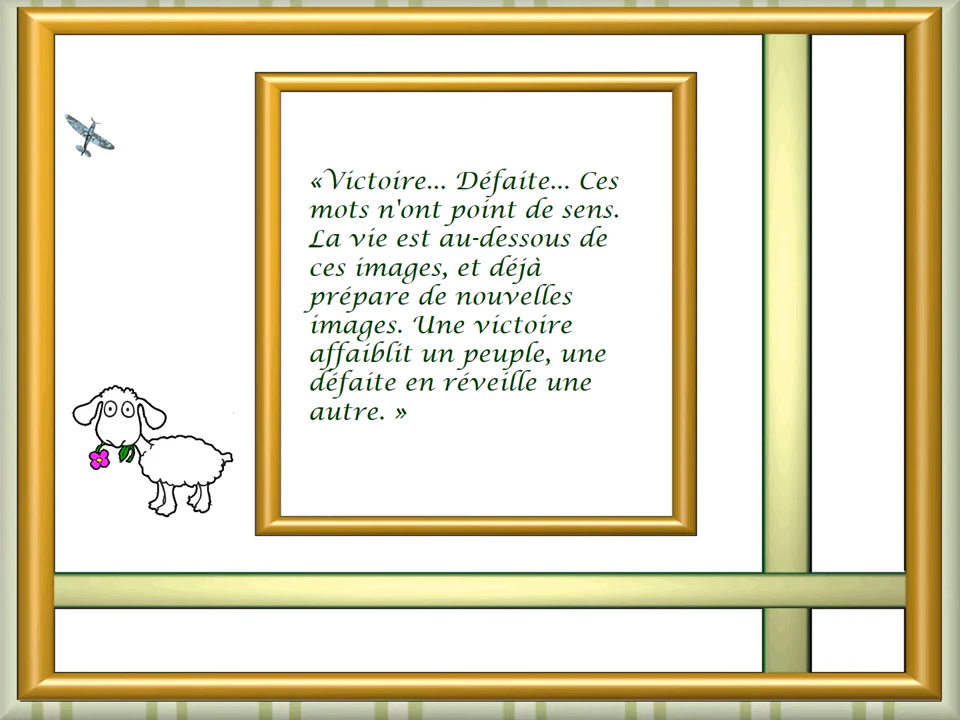 «Victoire... Défaite... Ces
mots n'ont point de sens.
La vie est au-dessous de
ces images, et déjà
prépare de nouvelles
images. Une victoire
affaiblit un peuple, une
défaite en réveille une
autre. »